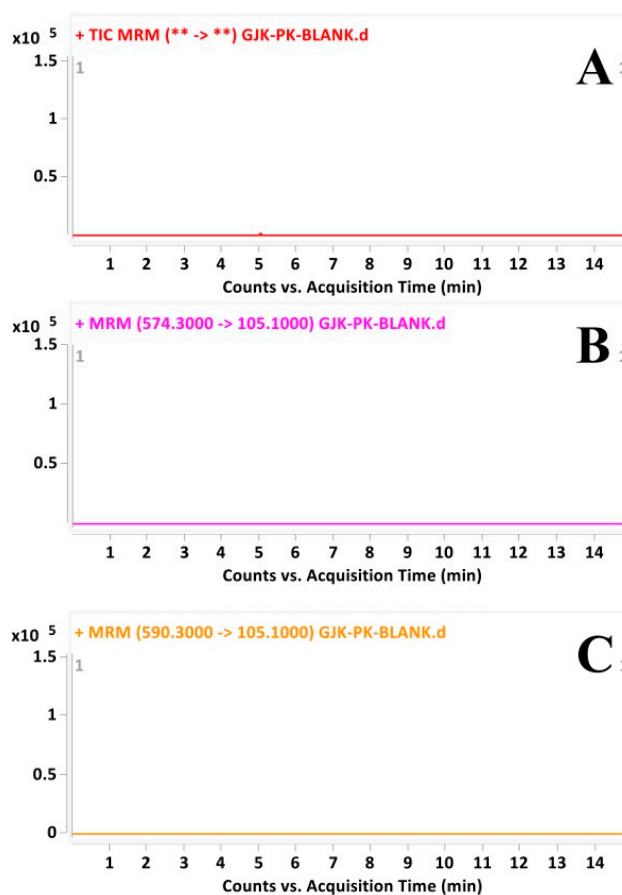 x10 5
+ TIC MRM (** -> **) GJK-PK-BLANK.d
A
1.5
1
1
0.5
1 2 3 4 5 6 7 8 9 10 11 12 13 14
Counts vs. Acquisition Time (min)
x10 5
+ MRM (574.3000 -> 105.1000) GJK-PK-BLANK.d
B
1.5
1
1
0.5
1 2 3 4 5 6 7 8 9 10 11 12 13 14
Counts vs. Acquisition Time (min)
x10 5
+ MRM (590.3000 -> 105.1000) GJK-PK-BLANK.d
C
1.5
1
1
0.5
0
1 2 3 4 5 6 7 8 9 10 11 12 13 14
Counts vs. Acquisition Time (min)